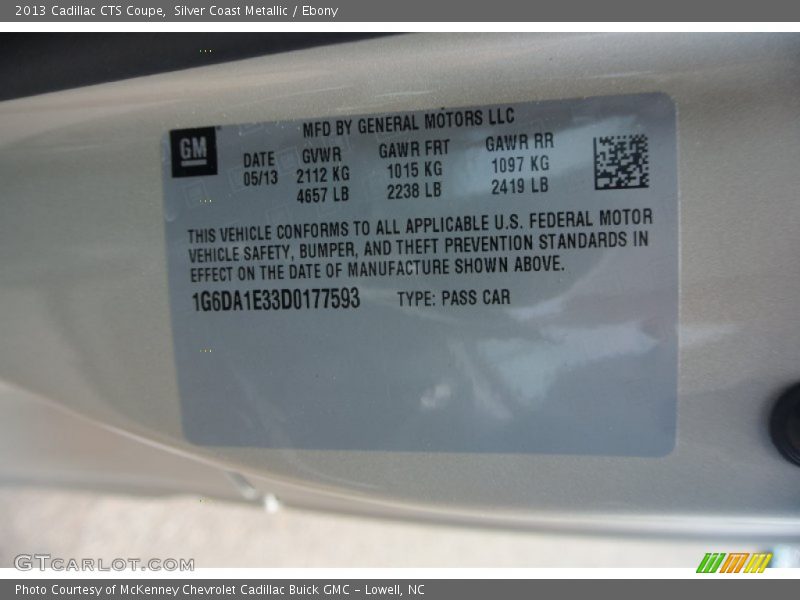 2013 Cadillac CTS Coupe, Silver Coast Metallic / Ebony
GM
MFD BY GENERAL MOTORS LLC
DATE GVWR GAWR FRT GAWR RR
05/13 2112 KG 1015 KG 1097 KG
4657 LB 2238 LB 2419 LB
THIS VEHICLE CONFORMS TO ALL APPLICABLE U.S. FEDERAL MOTOR
VEHICLE SAFETY, BUMPER, AND THEFT PREVENTION STANDARDS IN
EFFECT ON THE DATE OF MANUFACTURE SHOWN ABOVE.
1G6DA1E33D0177593 TYPE: PASS CAR
GTCARLOT.COM
Photo Courtesy of McKenney Chevrolet Cadillac Buick GMC – Lowell, NC